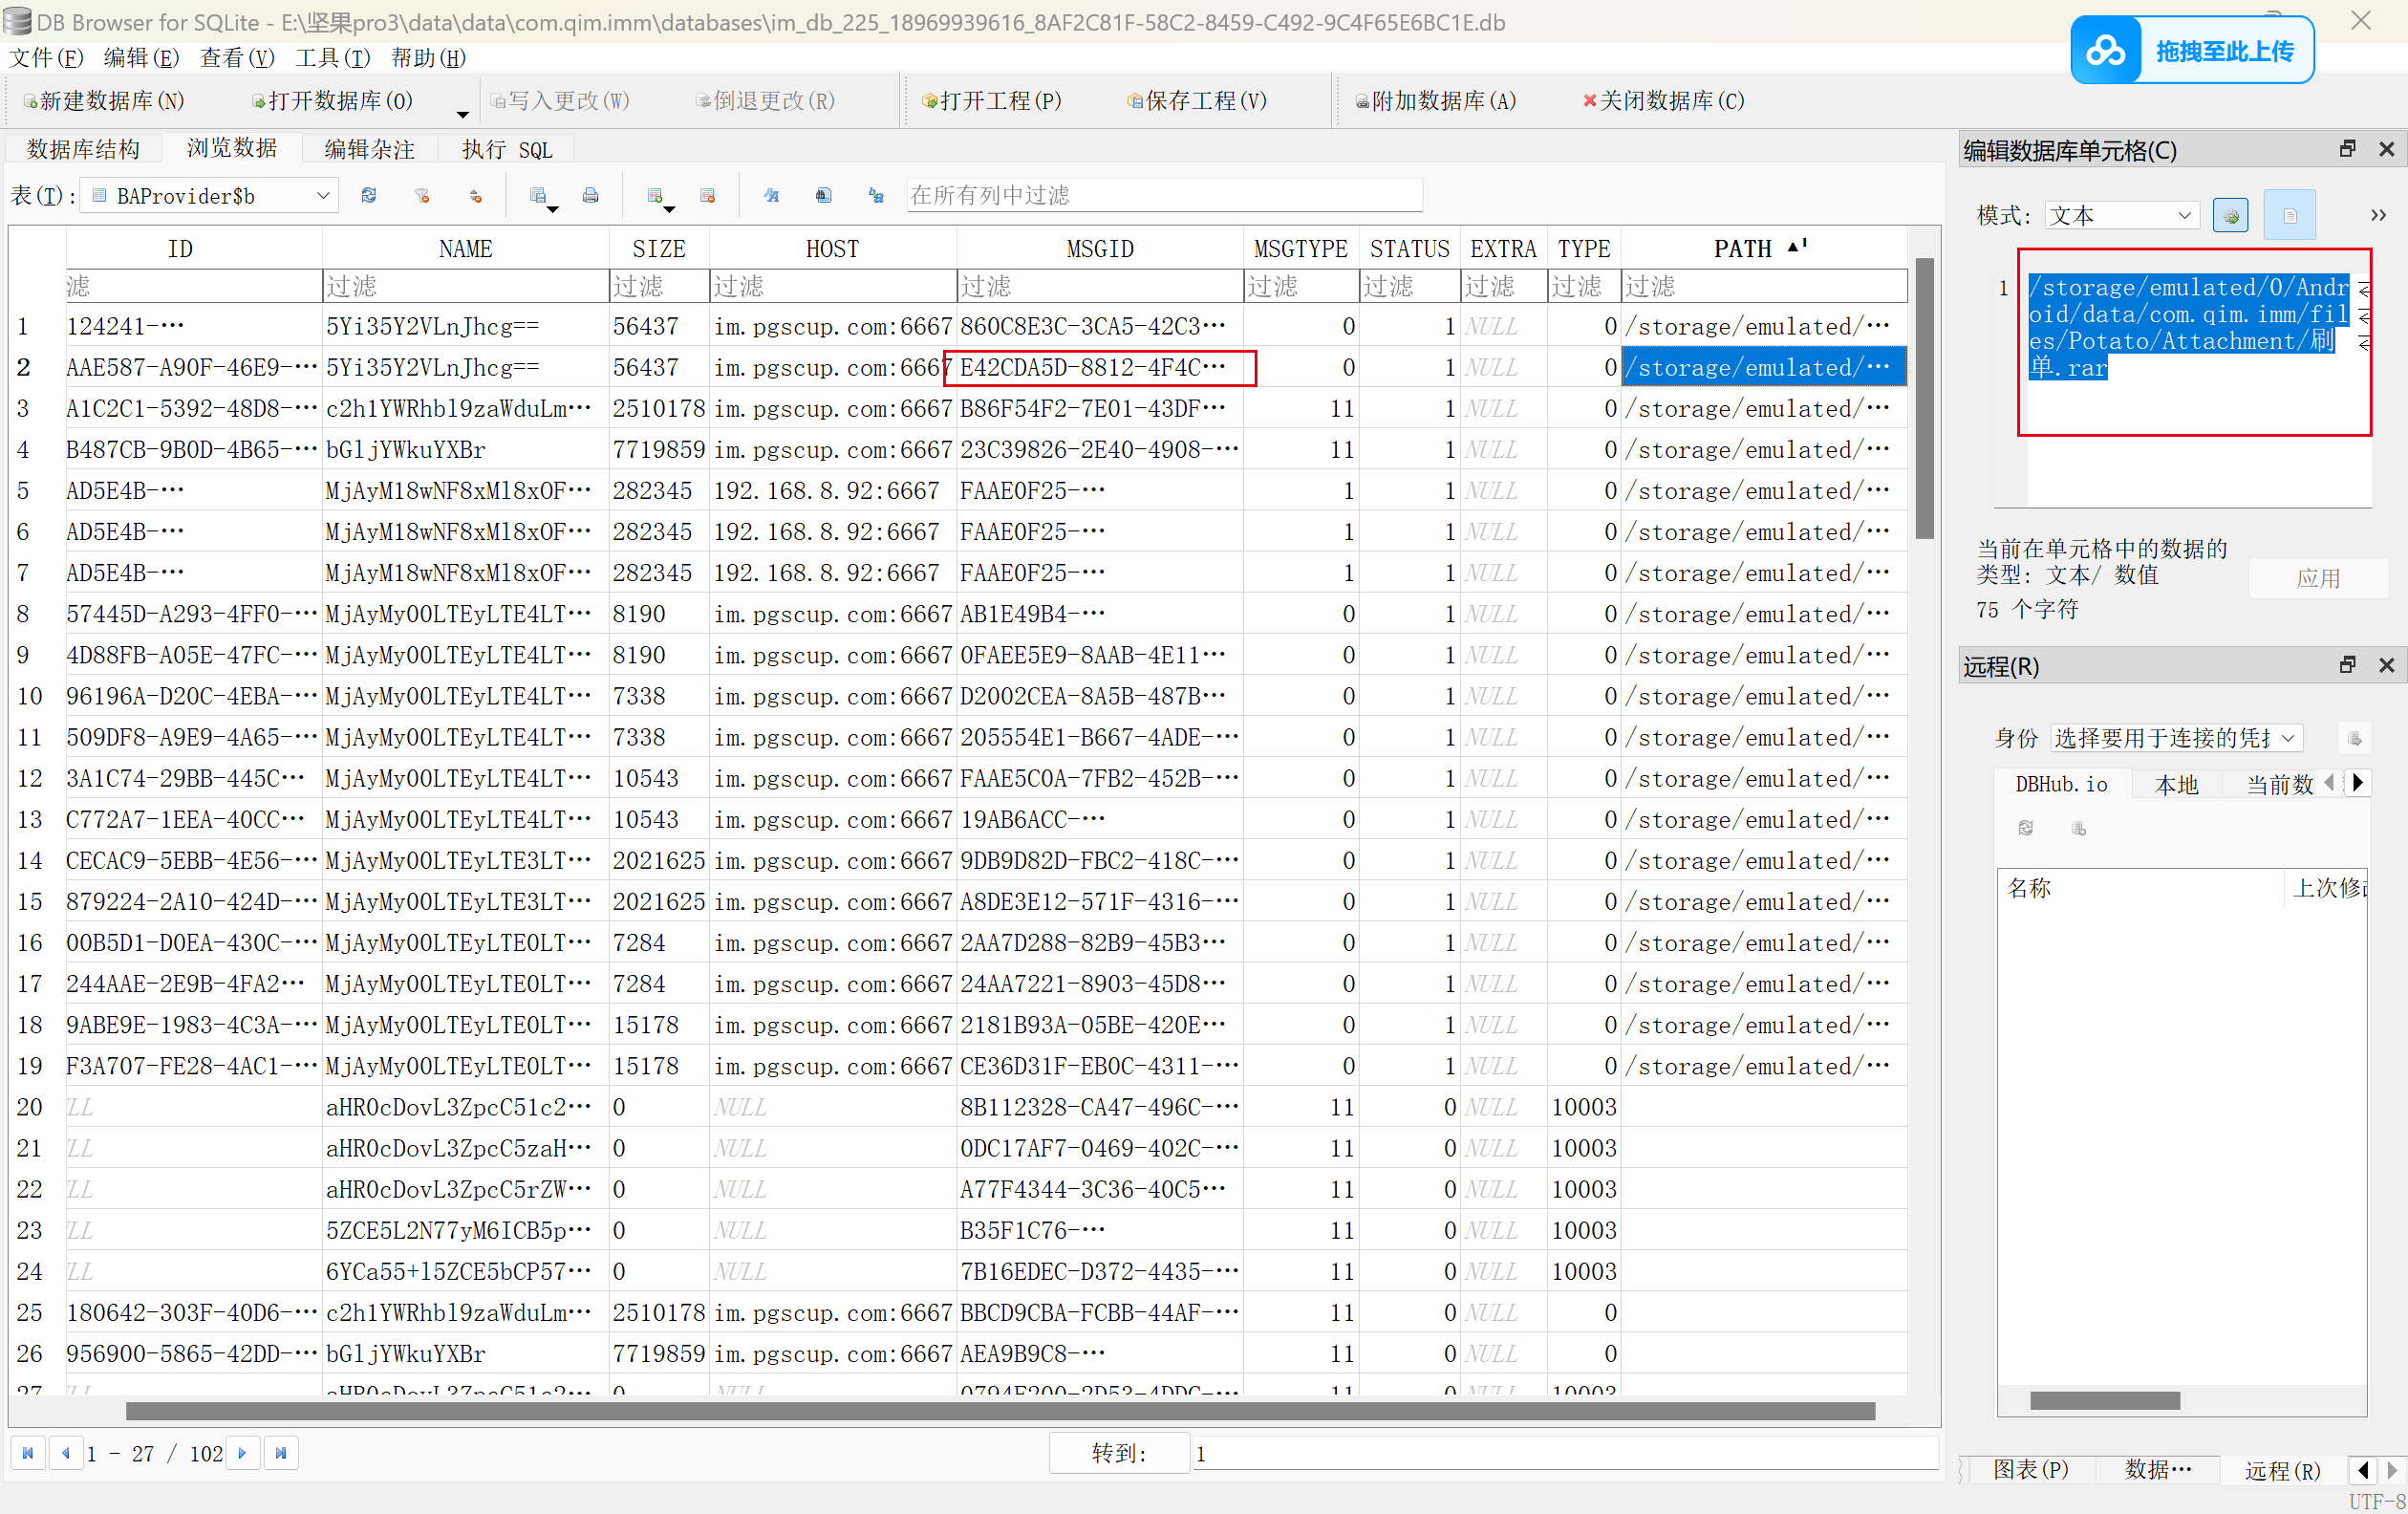 DB Browser for SQLite - E:\坚果pro3\data\data\com.qim.imm\databases\im_db_225_18969939616_8AF2C81F-58C2-8459-C492-9C4F65E6BC1E.db
拖拽至此上传
文件(F) 编辑(E) 查看(V) 工具(T) 帮助(H)
新建数据库(N) 打开数据库(O) 写入更改(W) 倒退更改(R) 打开工程(P) 保存工程(V) 附加数据库(A) 关闭数据库(C)
数据库结构 浏览数据 编辑杂注 执行 SQL
表(T): BAProvider$b 在所有列中过滤
ID NAME SIZE HOST MSGID MSGTYPE STATUS EXTRA TYPE PATH ▲1
滤 过滤 过滤 过滤 过滤 过滤 过滤 过滤 过滤 过滤
1 124241-… 5Yi35Y2VLnJhcg== 56437 im.pgscup.com:6667 860C8E3C-3CA5-42C3… 0 1 NULL 0 /storage/emulated/…
2 AAE587-A90F-46E9-… 5Yi35Y2VLnJhcg== 56437 im.pgscup.com:6667 E42CDA5D-8812-4F4C… 0 1 NULL 0 /storage/emulated/…
3 A1C2C1-5392-48D8-… c2h1YWRhbl9zaWduLm… 2510178 im.pgscup.com:6667 B86F54F2-7E01-43DF… 11 1 NULL 0 /storage/emulated/…
4 B487CB-9B0D-4B65-… bGljYWkuYXBr 7719859 im.pgscup.com:6667 23C39826-2E40-4908-… 11 1 NULL 0 /storage/emulated/…
5 AD5E4B-… MjAyM18wNF8xMl8xOF… 282345 192.168.8.92:6667 FAAE0F25-… 1 1 NULL 0 /storage/emulated/…
6 AD5E4B-… MjAyM18wNF8xMl8xOF… 282345 192.168.8.92:6667 FAAE0F25-… 1 1 NULL 0 /storage/emulated/…
7 AD5E4B-… MjAyM18wNF8xMl8xOF… 282345 192.168.8.92:6667 FAAE0F25-… 1 1 NULL 0 /storage/emulated/…
8 57445D-A293-4FF0-… MjAyMy00LTEyLTE4LT… 8190 im.pgscup.com:6667 AB1E49B4-… 0 1 NULL 0 /storage/emulated/…
9 4D88FB-A05E-47FC-… MjAyMy00LTEyLTE4LT… 8190 im.pgscup.com:6667 0FAEE5E9-8AAB-4E11… 0 1 NULL 0 /storage/emulated/…
10 96196A-D20C-4EBA-… MjAyMy00LTEyLTE4LT… 7338 im.pgscup.com:6667 D2002CEA-8A5B-487B… 0 1 NULL 0 /storage/emulated/…
11 509DF8-A9E9-4A65-… MjAyMy00LTEyLTE4LT… 7338 im.pgscup.com:6667 205554E1-B667-4ADE-… 0 1 NULL 0 /storage/emulated/…
12 3A1C74-29BB-445C… MjAyMy00LTEyLTE4LT… 10543 im.pgscup.com:6667 FAAE5C0A-7FB2-452B-… 0 1 NULL 0 /storage/emulated/…
13 C772A7-1EEA-40CC… MjAyMy00LTEyLTE4LT… 10543 im.pgscup.com:6667 19AB6ACC-… 0 1 NULL 0 /storage/emulated/…
14 CECAC9-5EBB-4E56-… MjAyMy00LTEyLTE3LT… 2021625 im.pgscup.com:6667 9DB9D82D-FBC2-418C-… 0 1 NULL 0 /storage/emulated/…
15 879224-2A10-424D-… MjAyMy00LTEyLTE3LT… 2021625 im.pgscup.com:6667 A8DE3E12-571F-4316-… 0 1 NULL 0 /storage/emulated/…
16 00B5D1-D0EA-430C-… MjAyMy00LTEyLTE0LT… 7284 im.pgscup.com:6667 2AA7D288-82B9-45B3… 0 1 NULL 0 /storage/emulated/…
17 244AAE-2E9B-4FA2… MjAyMy00LTEyLTE0LT… 7284 im.pgscup.com:6667 24AA7221-8903-45D8… 0 1 NULL 0 /storage/emulated/…
18 9ABE9E-1983-4C3A-… MjAyMy00LTEyLTE0LT… 15178 im.pgscup.com:6667 2181B93A-05BE-420E… 0 1 NULL 0 /storage/emulated/…
19 F3A707-FE28-4AC1-… MjAyMy00LTEyLTE0LT… 15178 im.pgscup.com:6667 CE36D31F-EB0C-4311-… 0 1 NULL 0 /storage/emulated/…
20 LL aHR0cDovL3ZpcC51c2… 0 NULL 8B112328-CA47-496C-… 11 0 NULL 10003
21 LL aHR0cDovL3ZpcC5zaH… 0 NULL 0DC17AF7-0469-402C-… 11 0 NULL 10003
22 LL aHR0cDovL3ZpcC5rZW… 0 NULL A77F4344-3C36-40C5… 11 0 NULL 10003
23 LL 5ZCE5L2N77yM6ICB5p… 0 NULL B35F1C76-… 11 0 NULL 10003
24 LL 6YCa55+l5ZCE5bCP57… 0 NULL 7B16EDEC-D372-4435-… 11 0 NULL 10003
25 180642-303F-40D6-… c2h1YWRhbl9zaWduLm… 2510178 im.pgscup.com:6667 BBCD9CBA-FCBB-44AF-… 11 0 NULL 0
26 956900-5865-42DD-… bGljYWkuYXBr 7719859 im.pgscup.com:6667 AEA9B9C8-… 11 0 NULL 0
1 - 27 / 102 转到: 1
编辑数据库单元格(C)
模式: 文本
1 /storage/emulated/0/Andr
oid/data/com.qim.imm/fil
es/Potato/Attachment/刷
单.rar
当前在单元格中的数据的
类型: 文本/ 数值
75 个字符
应用
远程(R)
身份 选择要用于连接的凭
DBHub.io 本地 当前数
名称 上次修
图表(P) 数据… 远程(R)
UTF-8